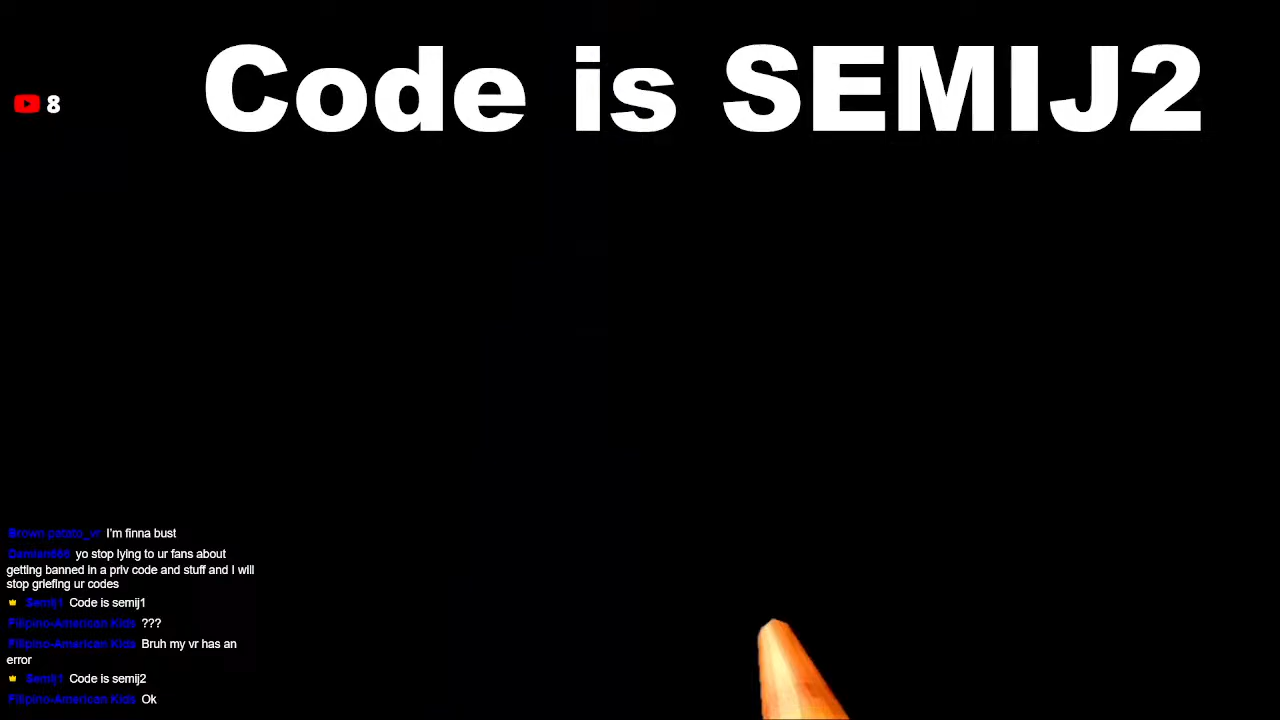 Code is SEMIJ2
8
Brown patato_vr I'm finna bust
Damian666 yo stop lying to ur fans about
getting banned in a priv code and stuff and I will
stop griefing ur codes
Semij1 Code is semij1
Filipino-American Kids ???
Filipino-American Kids Bruh my vr has an
error
Semij1 Code is semij2
Filipino-American Kids Ok